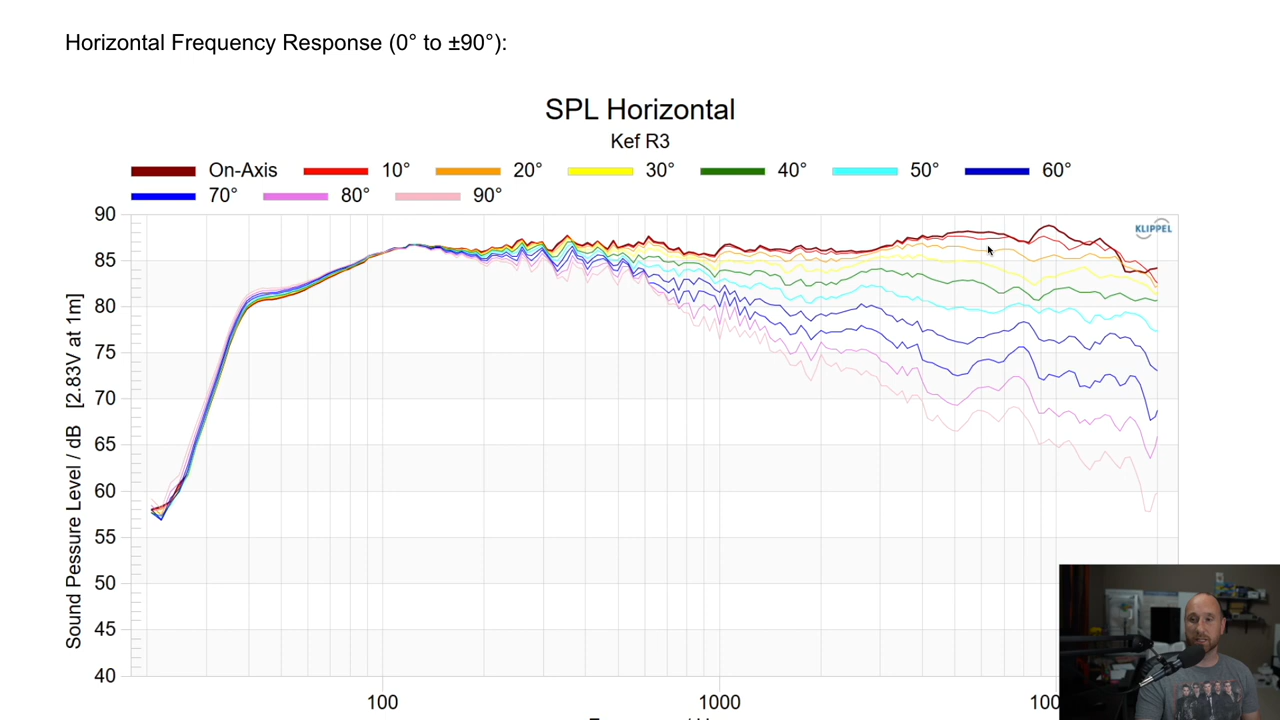 Horizontal Frequency Response (0° to ±90°):
SPL Horizontal
Kef R3
On-Axis 10° 20° 30° 40° 50° 60°
70° 80° 90°
KLIPPEL
90
85
80
75
70
65
60
55
50
45
40
Sound Pessure Level / dB [2.83V at 1m]
100 1000